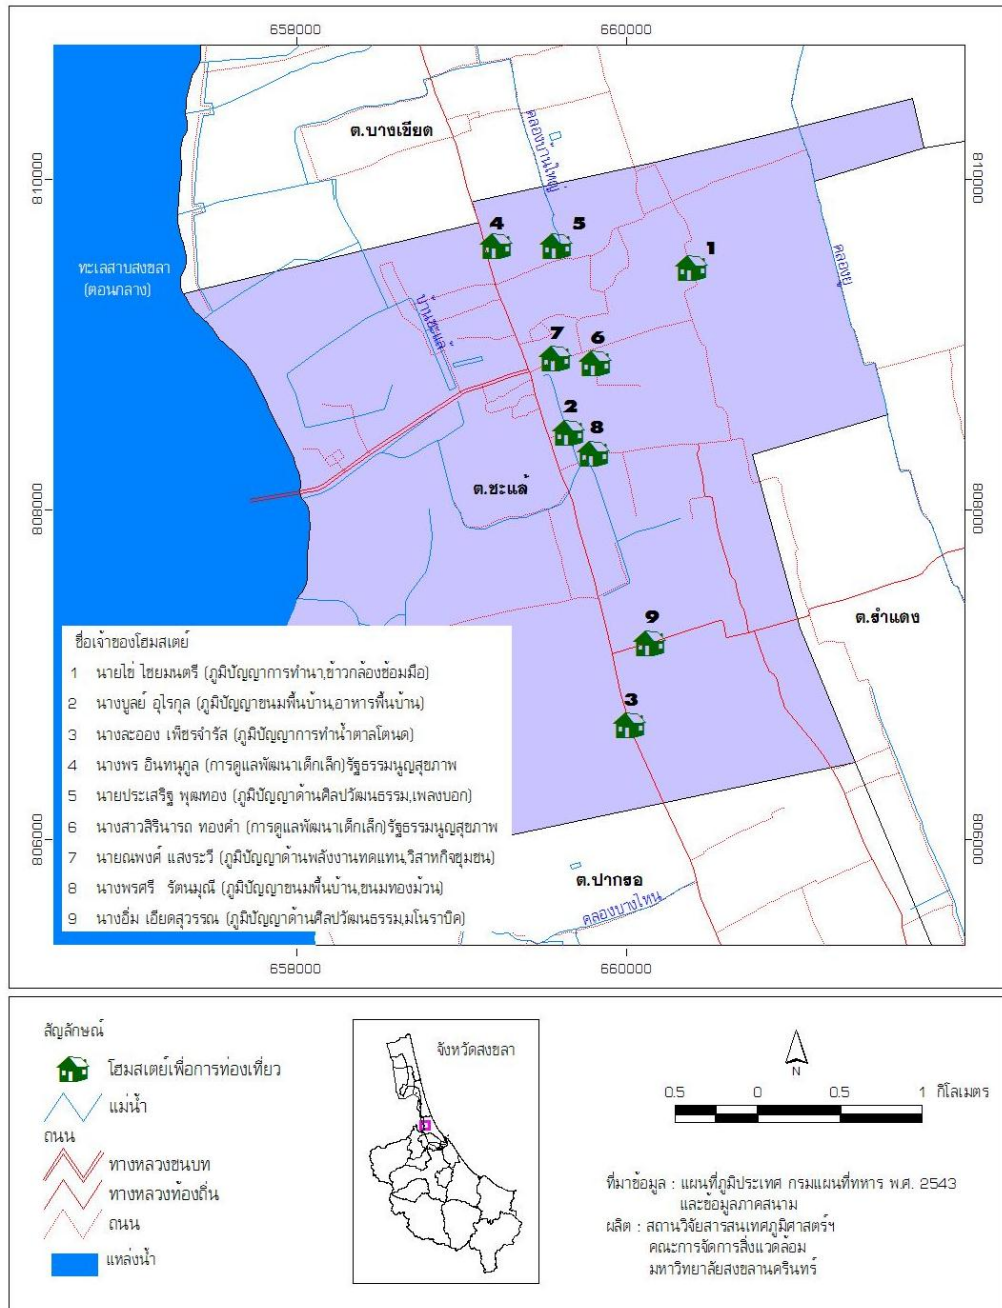 658000 660000
ต.บางเขียด
คลองบ้านใหญ่
810000 810000
4 5
1
ทะเลสาบสงขลา
(ตอนกลาง)
คลองยู
บ้านชะแล้
7 6
2
8
ต.ชะแล้
808000 808000
9
ต.รำแดง
3
ชื่อเจ้าของโฮมสเตย์
1 นายไข่ ไชยมนตรี (ภูมิปัญญาการทำนา,ข้าวกล้องซ้อมมือ)
2 นางบูลย์ อุไรกุล (ภูมิปัญญาขนมพื้นบ้าน,อาหารพื้นบ้าน)
3 นางละออง เพ็ชรจำรัส (ภูมิปัญญาการทำน้ำตาลโตนด)
4 นางพร อินทนุกูล (การดูแลพัฒนาเด็กเล็ก)รัฐธรรมนูญสุขภาพ
5 นายประเสริฐ พุฒทอง (ภูมิปัญญาด้านศิลปวัฒนธรรม,เพลงบอก)
6 นางสาวสิรินารถ ทองคำ (การดูแลพัฒนาเด็กเล็ก)รัฐธรรมนูญสุขภาพ
7 นายณพงศ์ แสงระวี (ภูมิปัญญาด้านพลังงานทดแทน,วิสาหกิจชุมชน)
8 นางพรศรี รัตนมุณี (ภูมิปัญญาขนมพื้นบ้าน,ขนมทองม้วน)
9 นางอิ่ม เอียดสุวรรณ (ภูมิปัญญาด้านศิลปวัฒนธรรม,มโนราบิค)
806000 806000
ต.ปากรอ
คลองบางไหน
658000 660000
สัญลักษณ์
โฮมสเตย์เพื่อการท่องเที่ยว
แม่น้ำ
ถนน
ทางหลวงชนบท
ทางหลวงท้องถิ่น
ถนน
แหล่งน้ำ
จังหวัดสงขลา
N
0.5 0 0.5 1 กิโลเมตร
ที่มาข้อมูล : แผนที่ภูมิประเทศ กรมแผนที่ทหาร พ.ศ. 2543
และข้อมูลภาคสนาม
ผลิต : สถานวิจัยสารสนเทศภูมิศาสตร์ฯ
คณะการจัดการสิ่งแวดล้อม
มหาวิทยาลัยสงขลานครินทร์